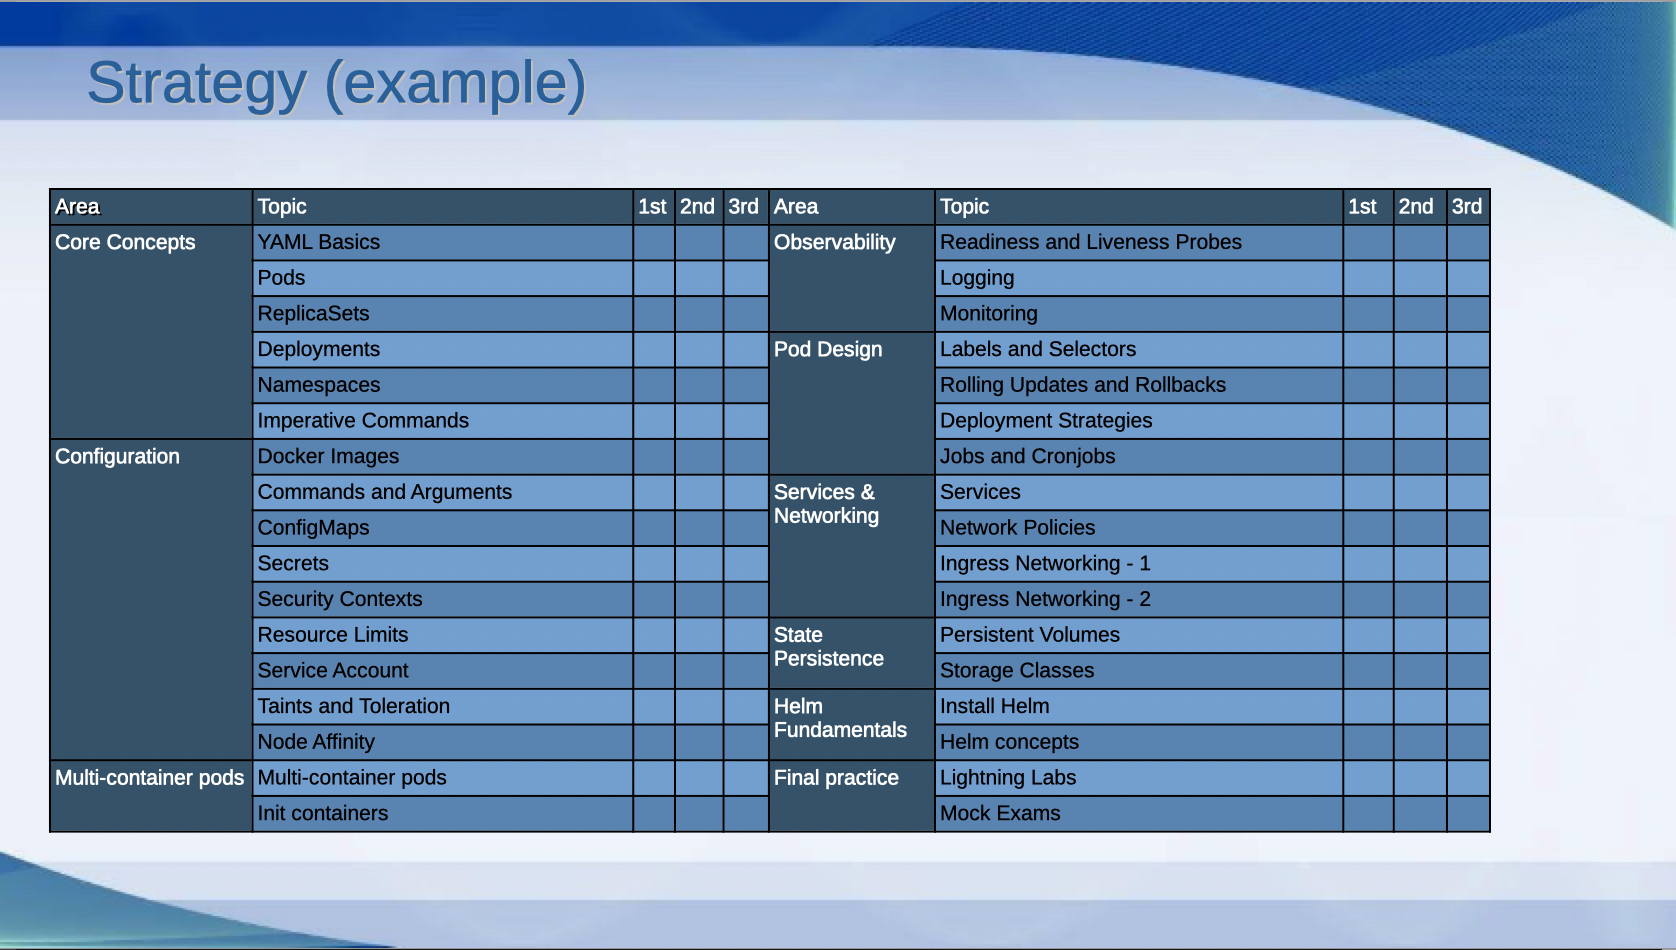 Strategy (example)
Area Topic 1st 2nd 3rd Area Topic 1st 2nd 3rd
Core Concepts YAML Basics Observability Readiness and Liveness Probes
Pods Logging
ReplicaSets Monitoring
Deployments Pod Design Labels and Selectors
Namespaces Rolling Updates and Rollbacks
Imperative Commands Deployment Strategies
Configuration Docker Images Jobs and Cronjobs
Commands and Arguments Services & Services
ConfigMaps Networking Network Policies
Secrets Ingress Networking - 1
Security Contexts Ingress Networking - 2
Resource Limits State Persistent Volumes
Service Account Persistence Storage Classes
Taints and Toleration Helm Install Helm
Node Affinity Fundamentals Helm concepts
Multi-container pods Multi-container pods Final practice Lightning Labs
Init containers Mock Exams